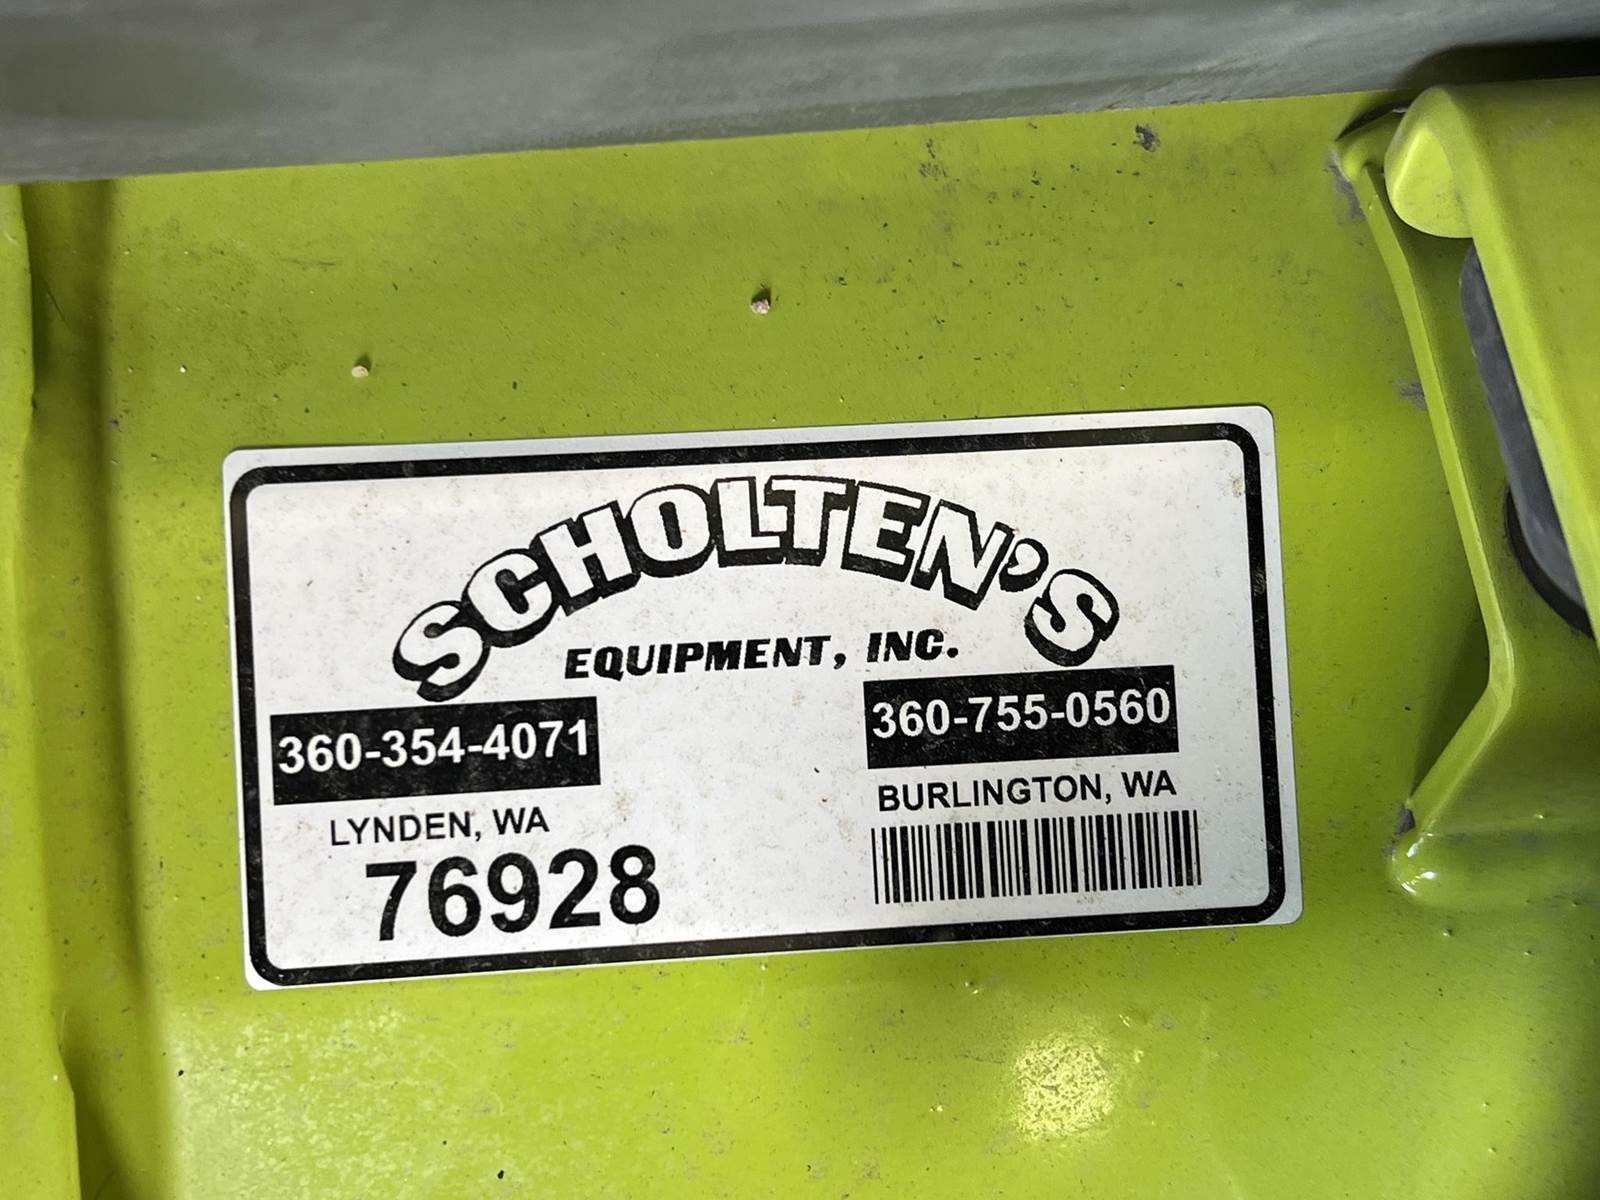 SCHOLTEN'S
EQUIPMENT, INC.
360-354-4071
LYNDEN, WA
76928
360-755-0560
BURLINGTON, WA